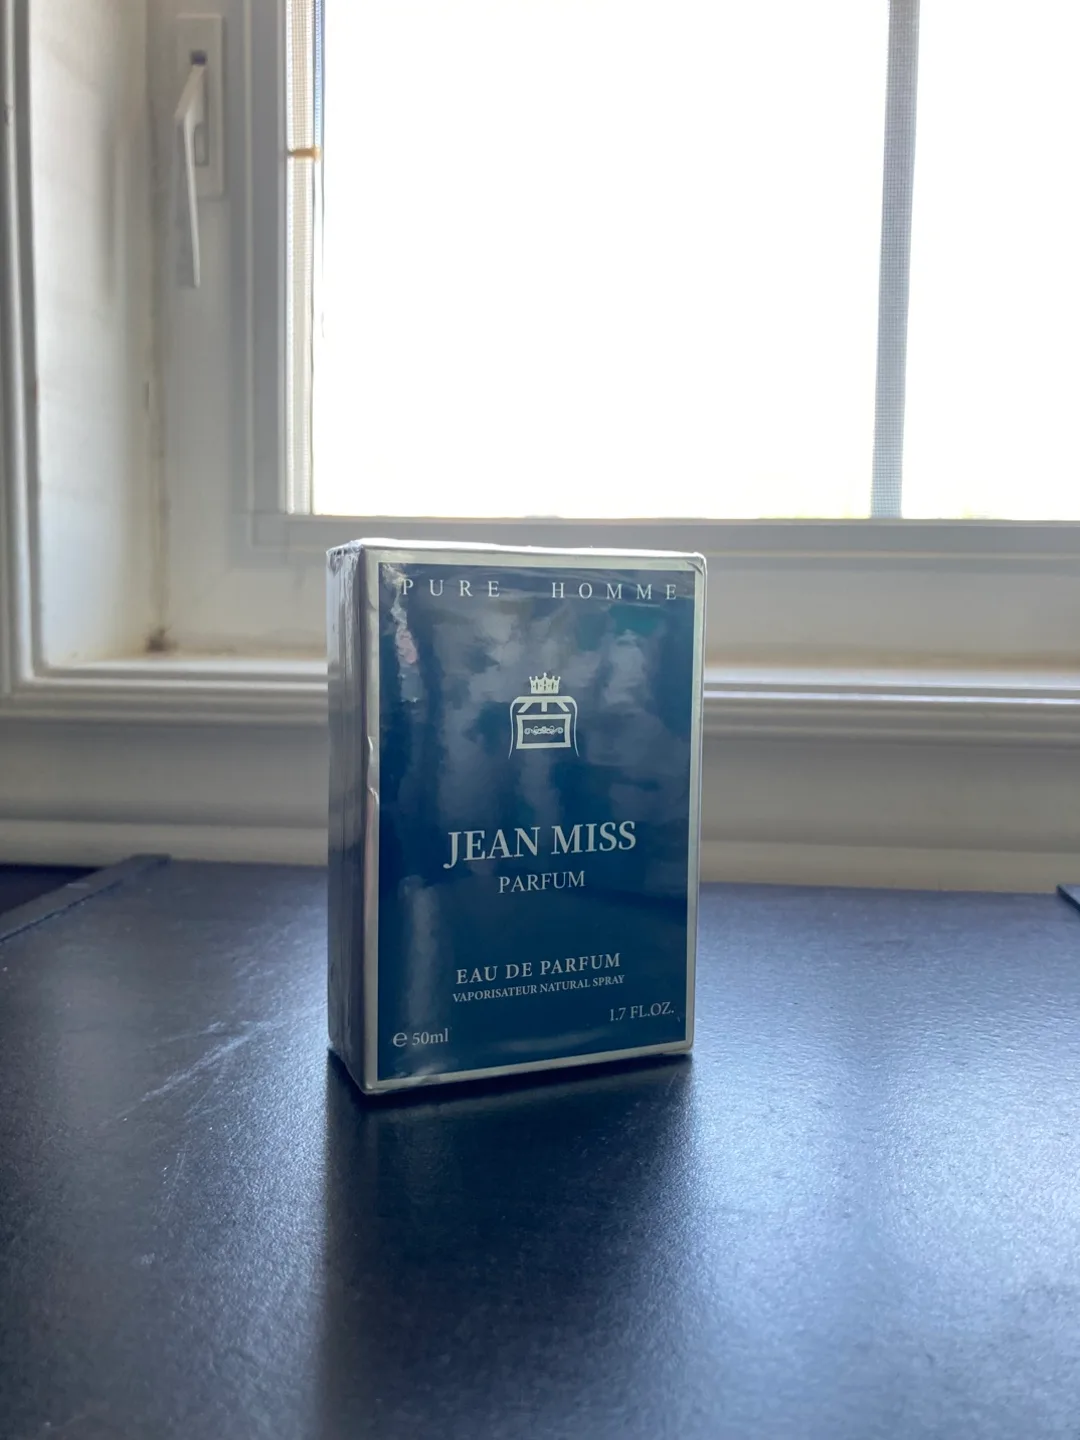 PURE HOMME
JEAN MISS
PARFUM
EAU DE PARFUM
VAPORISATEUR NATURAL SPRAY
1.7 FL.OZ.
℮ 50ml